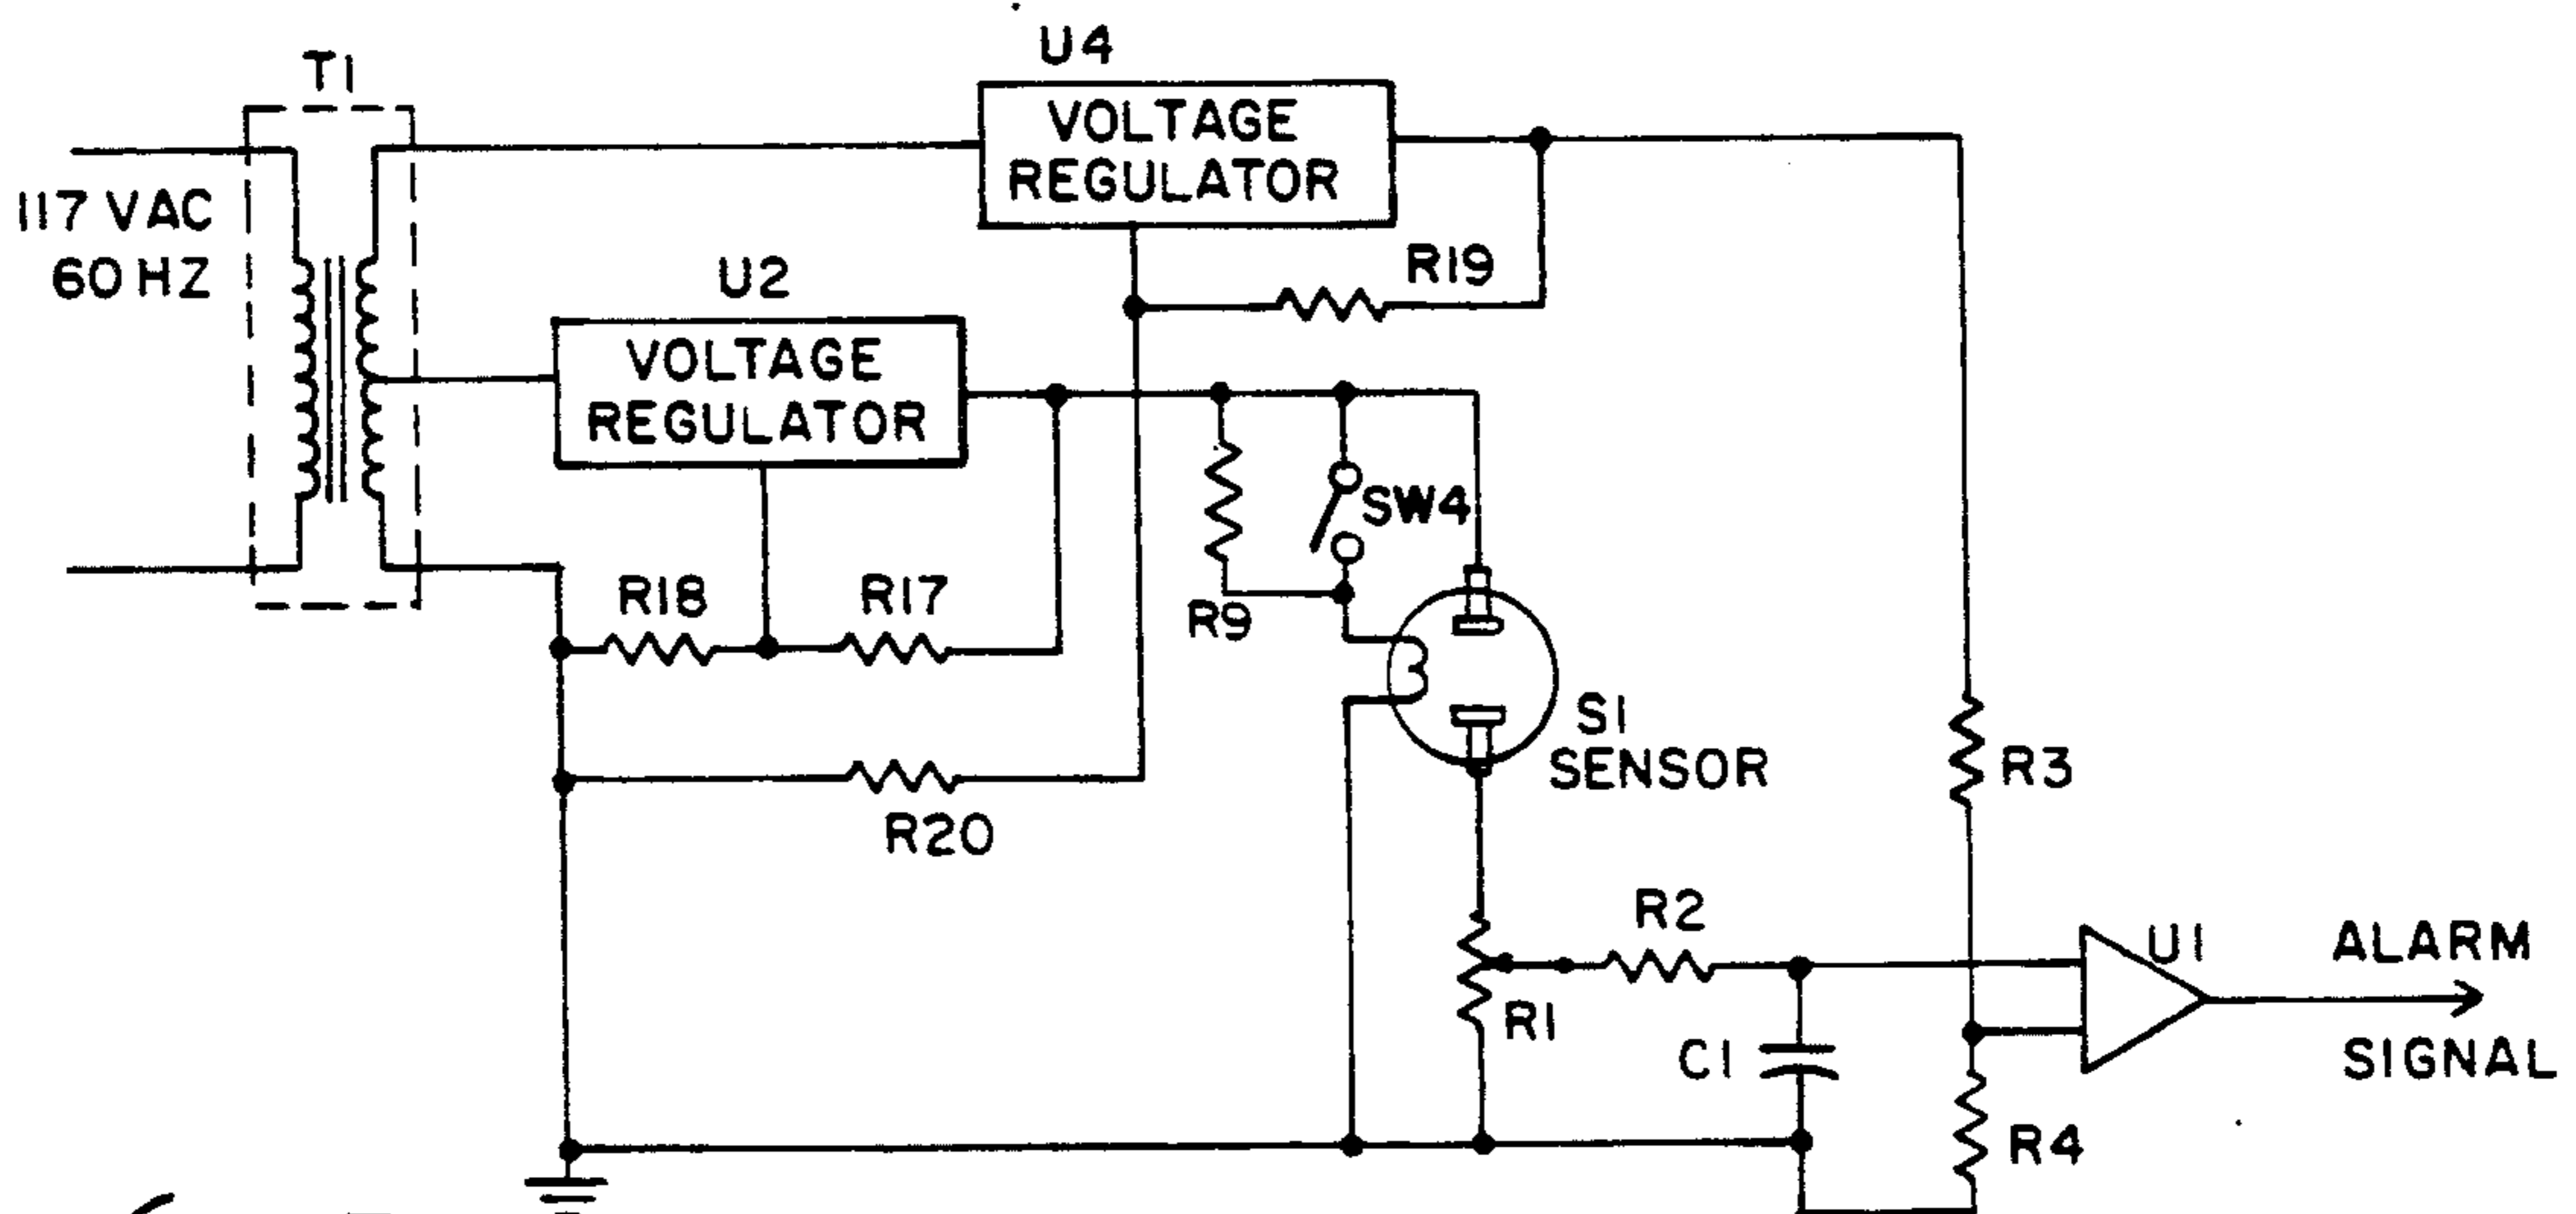 T1
U4
VOLTAGE
REGULATOR
117 VAC
60 HZ
U2
R19
VOLTAGE
REGULATOR
SW4
R18
R17
R9
S1
SENSOR
R3
R20
R2
U1
ALARM
R1
C1
SIGNAL
R4